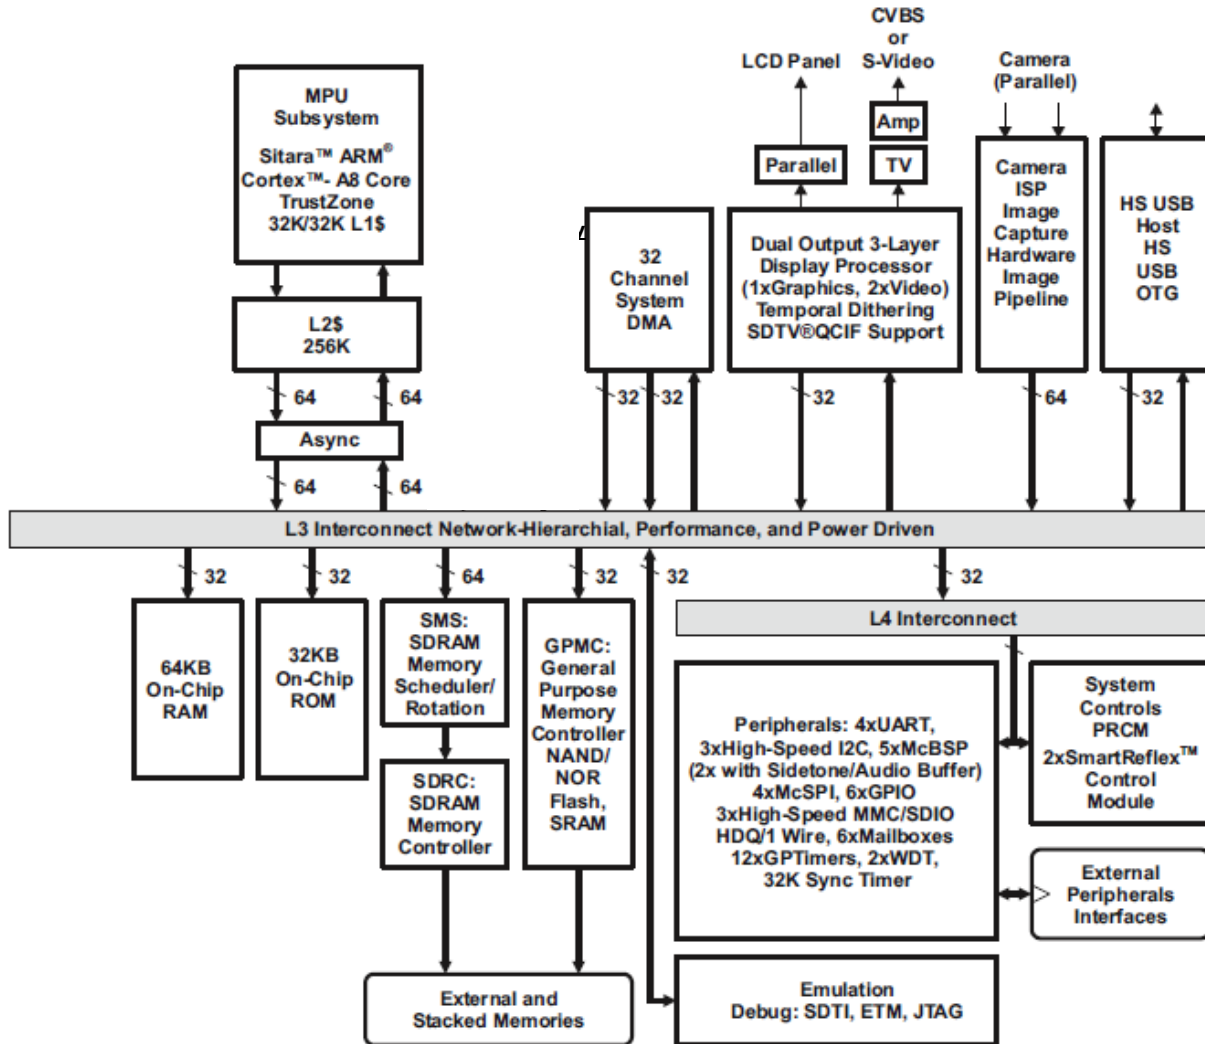 CVBS
or
S-Video
LCD Panel
Camera
(Parallel)
MPU
Subsystem
Sitara™ ARM®
Cortex™- A8 Core
TrustZone
32K/32K L1$
Amp
Parallel
TV
32
Channel
System
DMA
Dual Output 3-Layer
Display Processor
(1xGraphics, 2xVideo)
Temporal Dithering
SDTV®QCIF Support
Camera
ISP
Image
Capture
Hardware
Image
Pipeline
HS USB
Host
HS
USB
OTG
L2$
256K
64
64
32
32
32
64
32
Async
64
64
L3 Interconnect Network-Hierarchial, Performance, and Power Driven
32
32
64
32
32
32
64KB
On-Chip
RAM
32KB
On-Chip
ROM
SMS:
SDRAM
Memory
Scheduler/
Rotation
SDRC:
SDRAM
Memory
Controller
GPMC:
General
Purpose
Memory
Controller
NAND/
NOR
Flash,
SRAM
L4 Interconnect
Peripherals: 4xUART,
3xHigh-Speed I2C, 5xMcBSP
(2x with Sidetone/Audio Buffer)
4xMcSPI, 6xGPIO
3xHigh-Speed MMC/SDIO
HDQ/1 Wire, 6xMailboxes
12xGPTimers, 2xWDT,
32K Sync Timer
System
Controls
PRCM
2xSmartReflex™
Control
Module
External
Peripherals
Interfaces
External and
Stacked Memories
Emulation
Debug: SDTI, ETM, JTAG